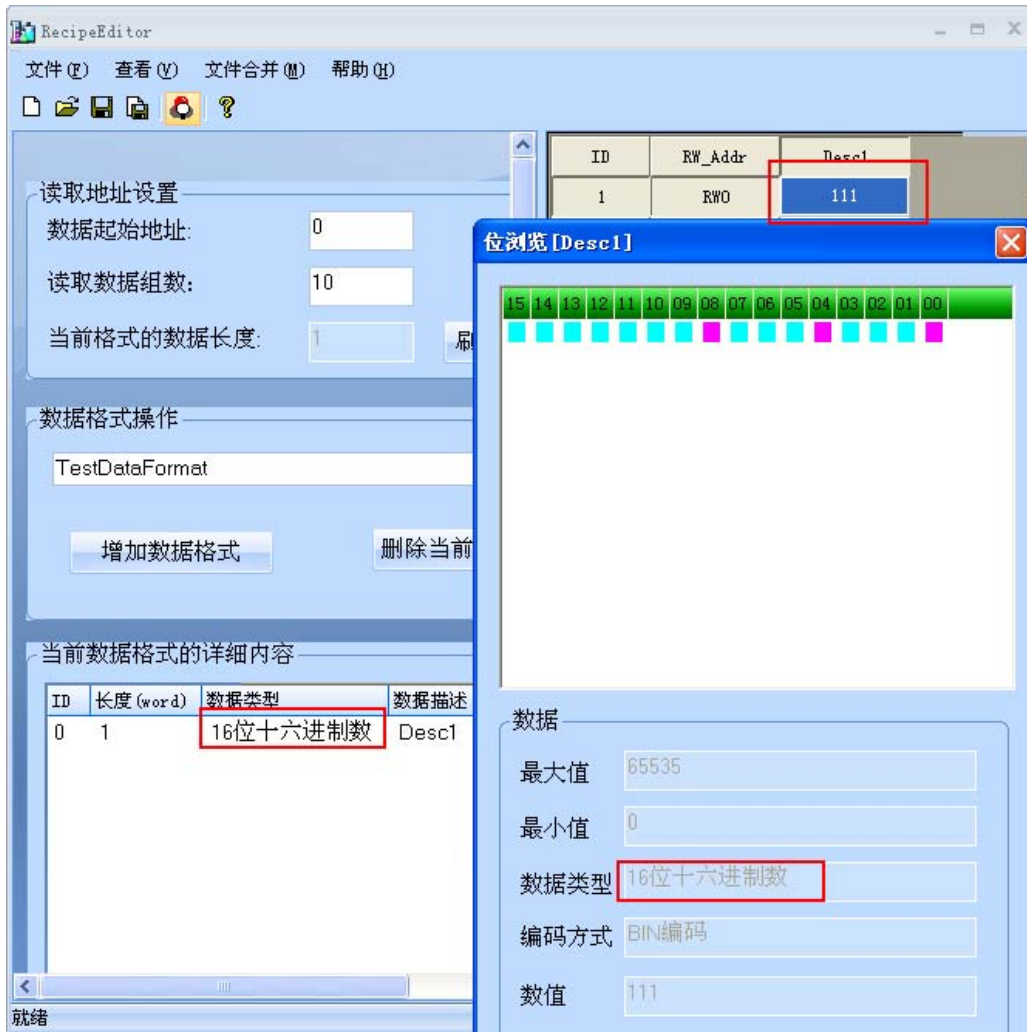 RecipeEditor
文件(F) 查看(V) 文件合并(M) 帮助(H)
ID RW_Addr Desc1
1 RW0 111
读取地址设置
数据起始地址: 0
读取数据组数: 10
当前格式的数据长度: 1
刷
数据格式操作
TestDataFormat
增加数据格式 删除当前
当前数据格式的详细内容
ID 长度(word) 数据类型 数据描述
0 1 16位十六进制数 Desc1
就绪
位浏览[Desc1]
15 14 13 12 11 10 09 08 07 06 05 04 03 02 01 00
数据
最大值 65535
最小值 0
数据类型 16位十六进制数
编码方式 BIN编码
数值 111